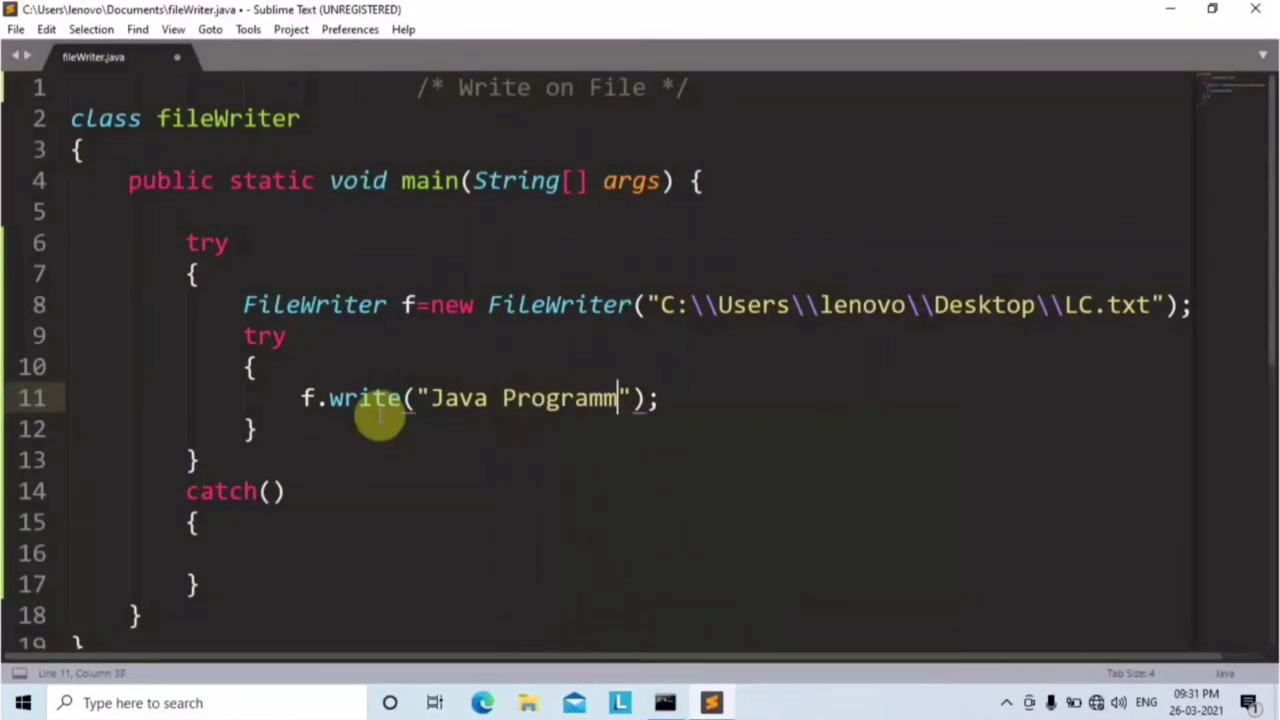 C:\Users\lenovo\Documents\fileWriter.java • - Sublime Text (UNREGISTERED)
File Edit Selection Find View Goto Tools Project Preferences Help
fileWriter.java
1 /* Write on File */
2 class fileWriter
3 {
4 public static void main(String[] args) {
5
6 try
7 {
8 FileWriter f=new FileWriter("C:\\Users\\lenovo\\Desktop\\LC.txt");
9 try
10 {
11 f.write("Java Programm");
12 }
13 }
14 catch()
15 {
16
17 }
18 }
19 }
Line 11, Column 37 Tab Size: 4 Java
Type here to search ENG 09:31 PM
26-03-2021